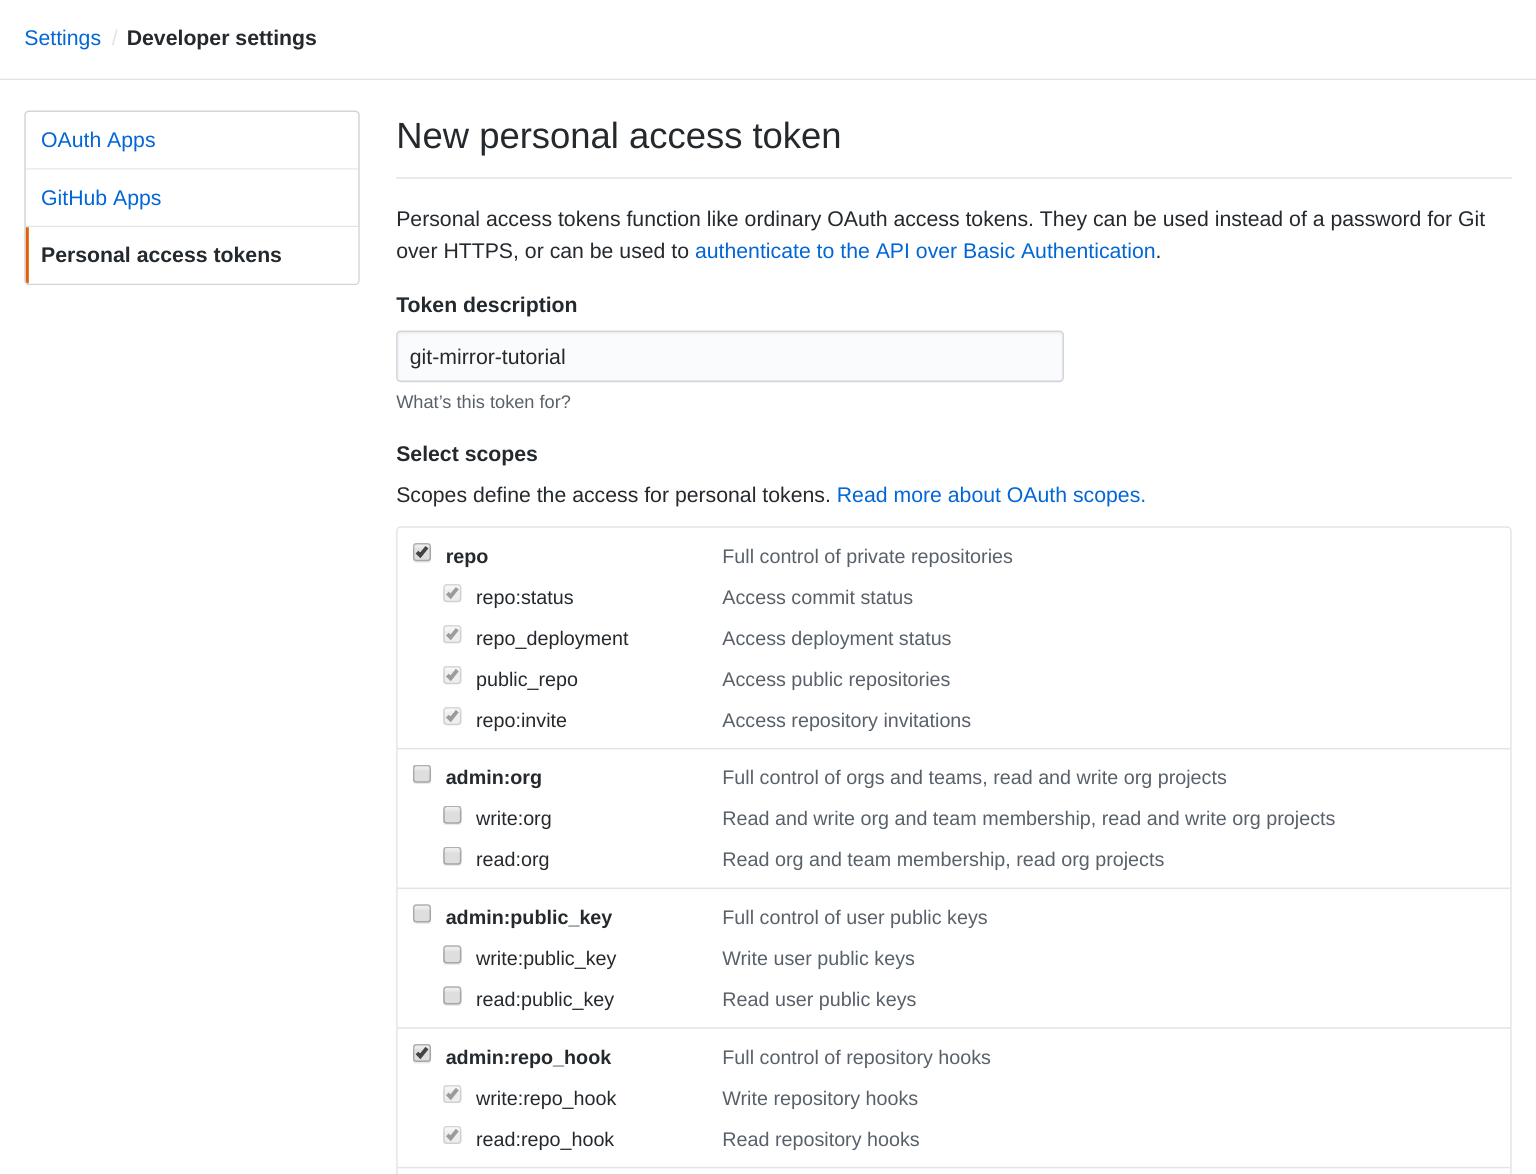 Settings / Developer settings
OAuth Apps
GitHub Apps
Personal access tokens
New personal access token
Personal access tokens function like ordinary OAuth access tokens. They can be used instead of a password for Git
over HTTPS, or can be used to authenticate to the API over Basic Authentication.
Token description
git-mirror-tutorial
What’s this token for?
Select scopes
Scopes define the access for personal tokens. Read more about OAuth scopes.
repo Full control of private repositories
repo:status Access commit status
repo_deployment Access deployment status
public_repo Access public repositories
repo:invite Access repository invitations
admin:org Full control of orgs and teams, read and write org projects
write:org Read and write org and team membership, read and write org projects
read:org Read org and team membership, read org projects
admin:public_key Full control of user public keys
write:public_key Write user public keys
read:public_key Read user public keys
admin:repo_hook Full control of repository hooks
write:repo_hook Write repository hooks
read:repo_hook Read repository hooks